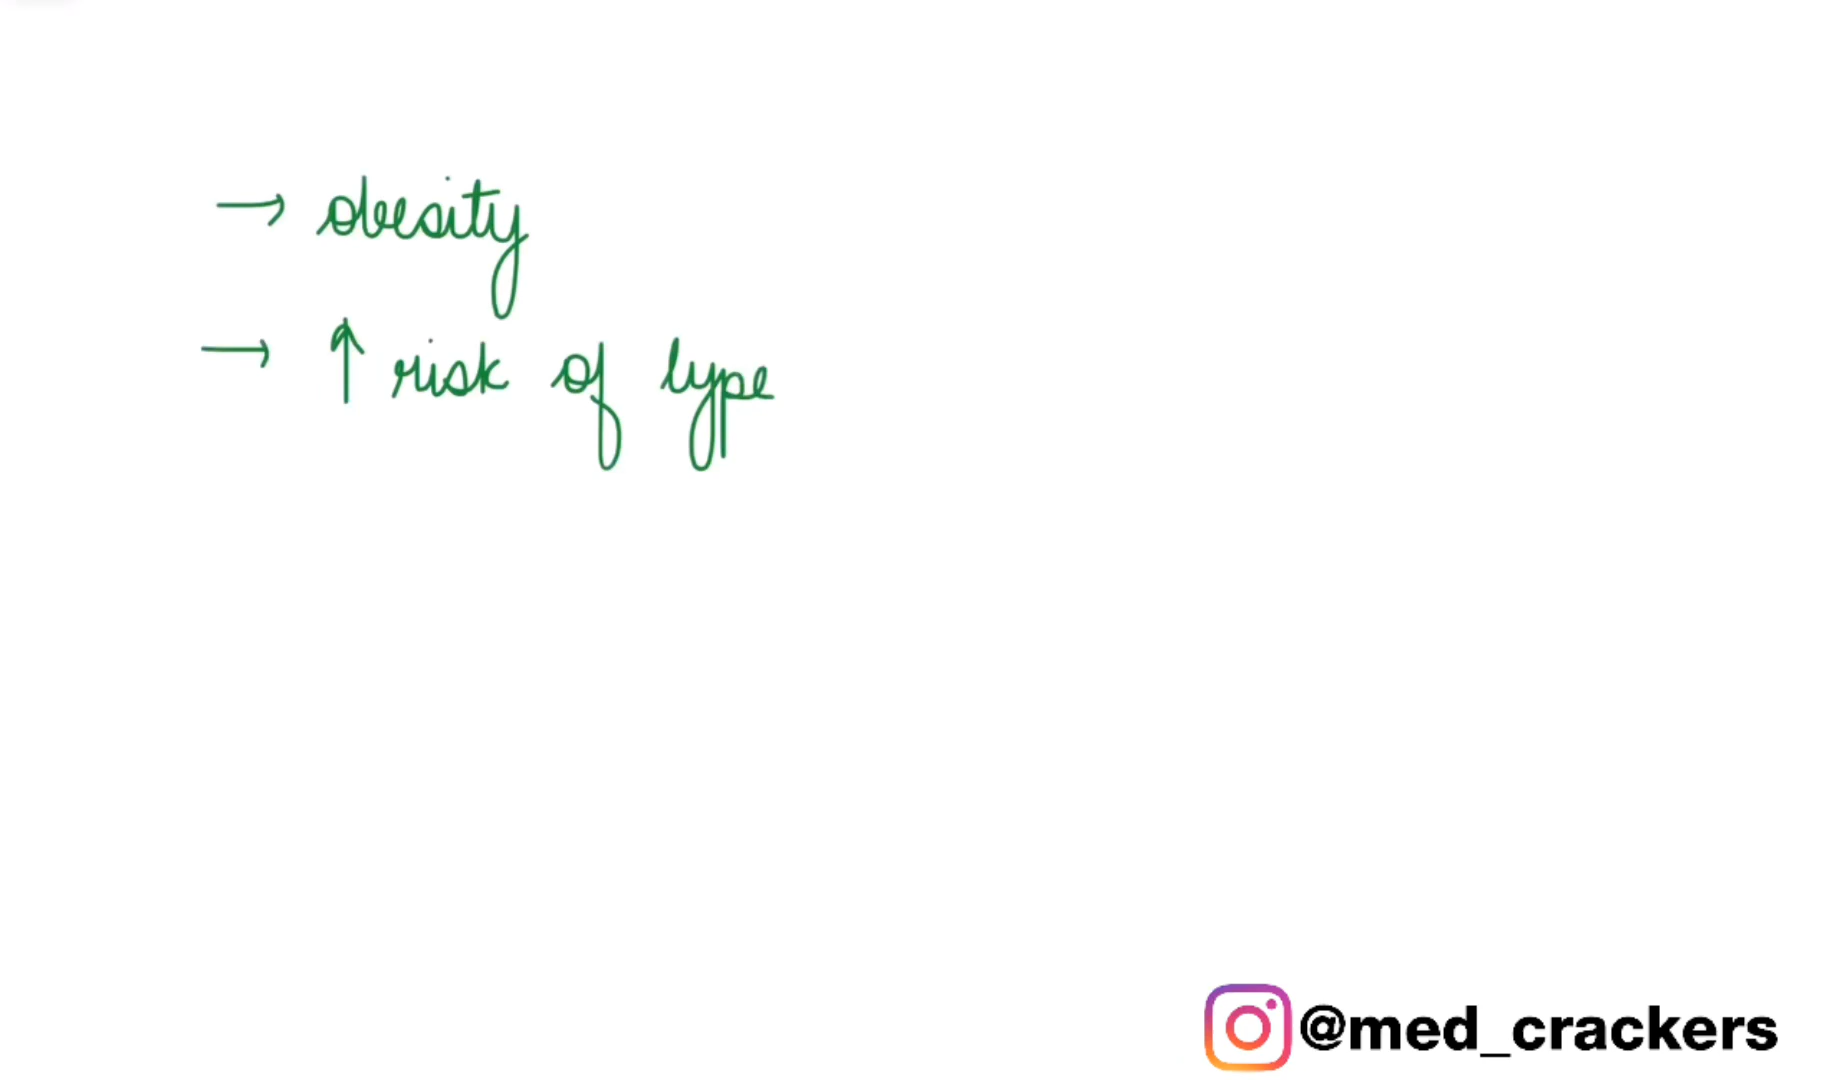 → obesity
→ ↑ risk of type
@med_crackers